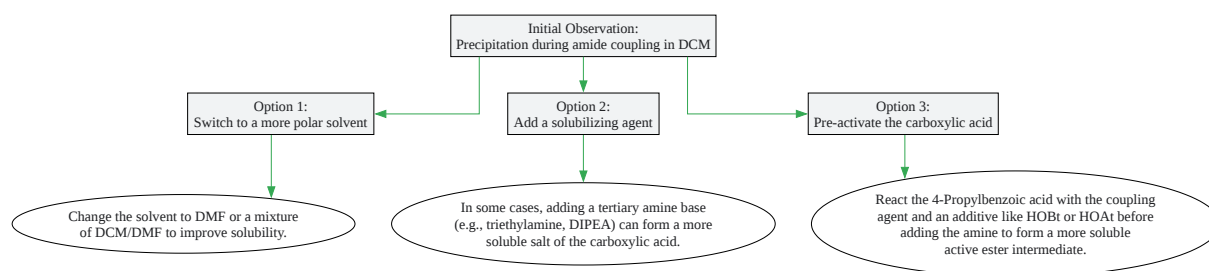 Initial Observation:
Precipitation during amide coupling in DCM
Option 1:
Switch to a more polar solvent
Option 2:
Add a solubilizing agent
Option 3:
Pre-activate the carboxylic acid
Change the solvent to DMF or a mixture
of DCM/DMF to improve solubility.
In some cases, adding a tertiary amine base
(e.g., triethylamine, DIPEA) can form a more
soluble salt of the carboxylic acid.
React the 4-Propylbenzoic acid with the coupling
agent and an additive like HOBt or HOAt before
adding the amine to form a more soluble
active ester intermediate.